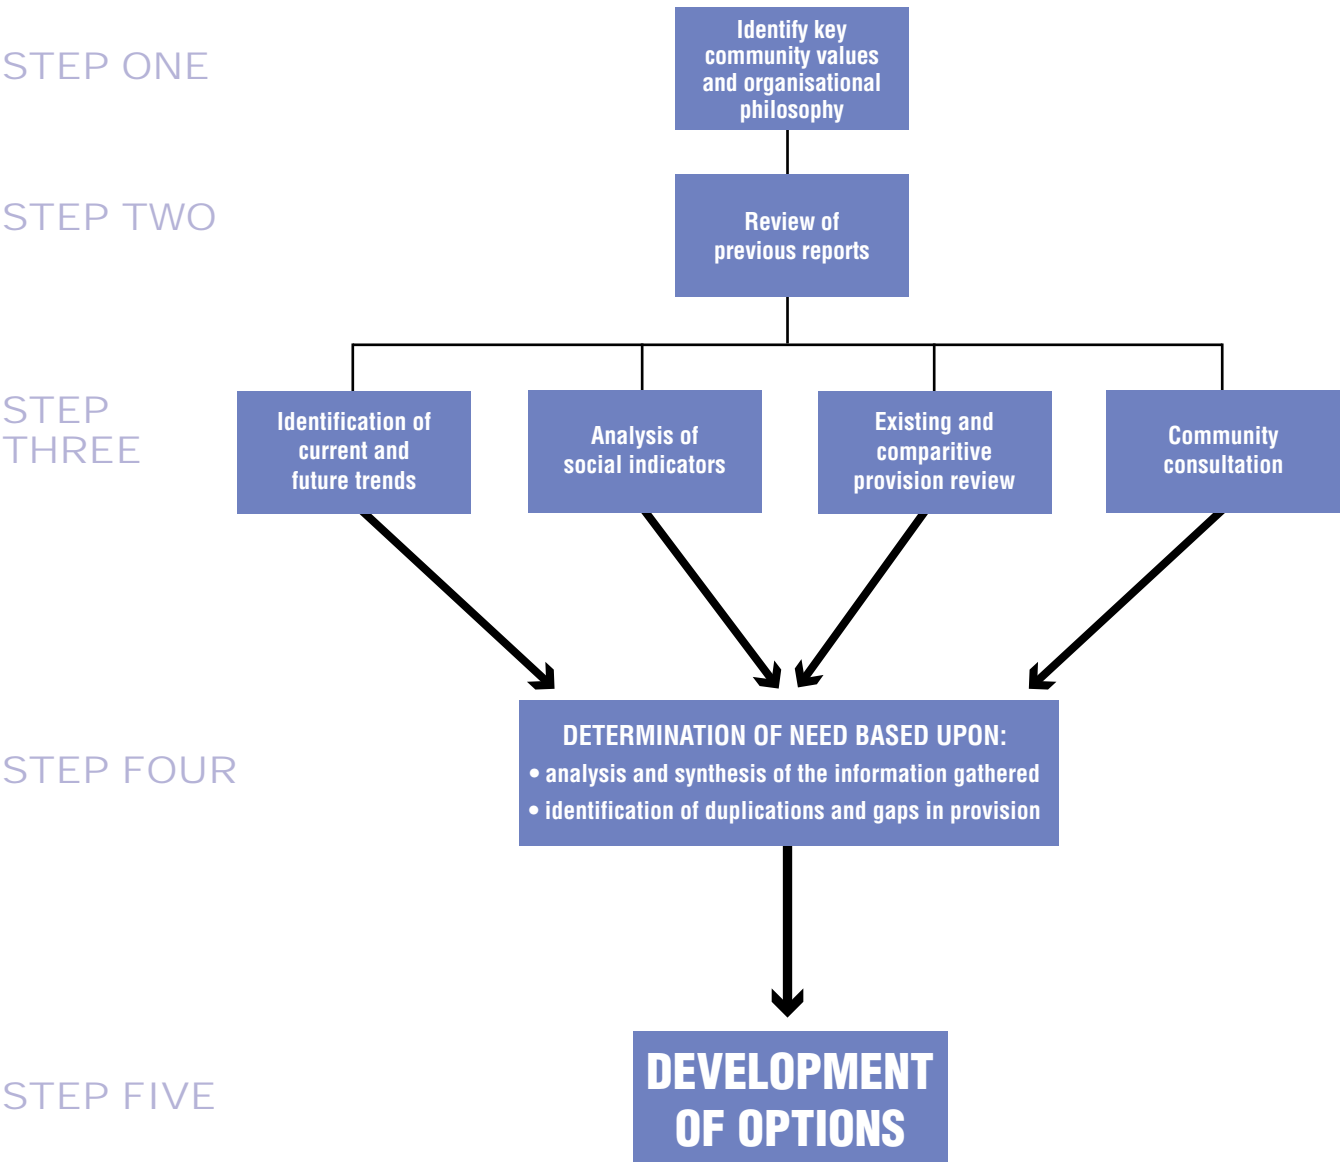 STEP ONE
Identify key
community values
and organisational
philosophy
STEP TWO
Review of
previous reports
STEP
THREE
Identification of
current and
future trends
Analysis of
social indicators
Existing and
comparitive
provision review
Community
consultation
STEP FOUR
DETERMINATION OF NEED BASED UPON:
• analysis and synthesis of the information gathered
• identification of duplications and gaps in provision
STEP FIVE
DEVELOPMENT
OF OPTIONS